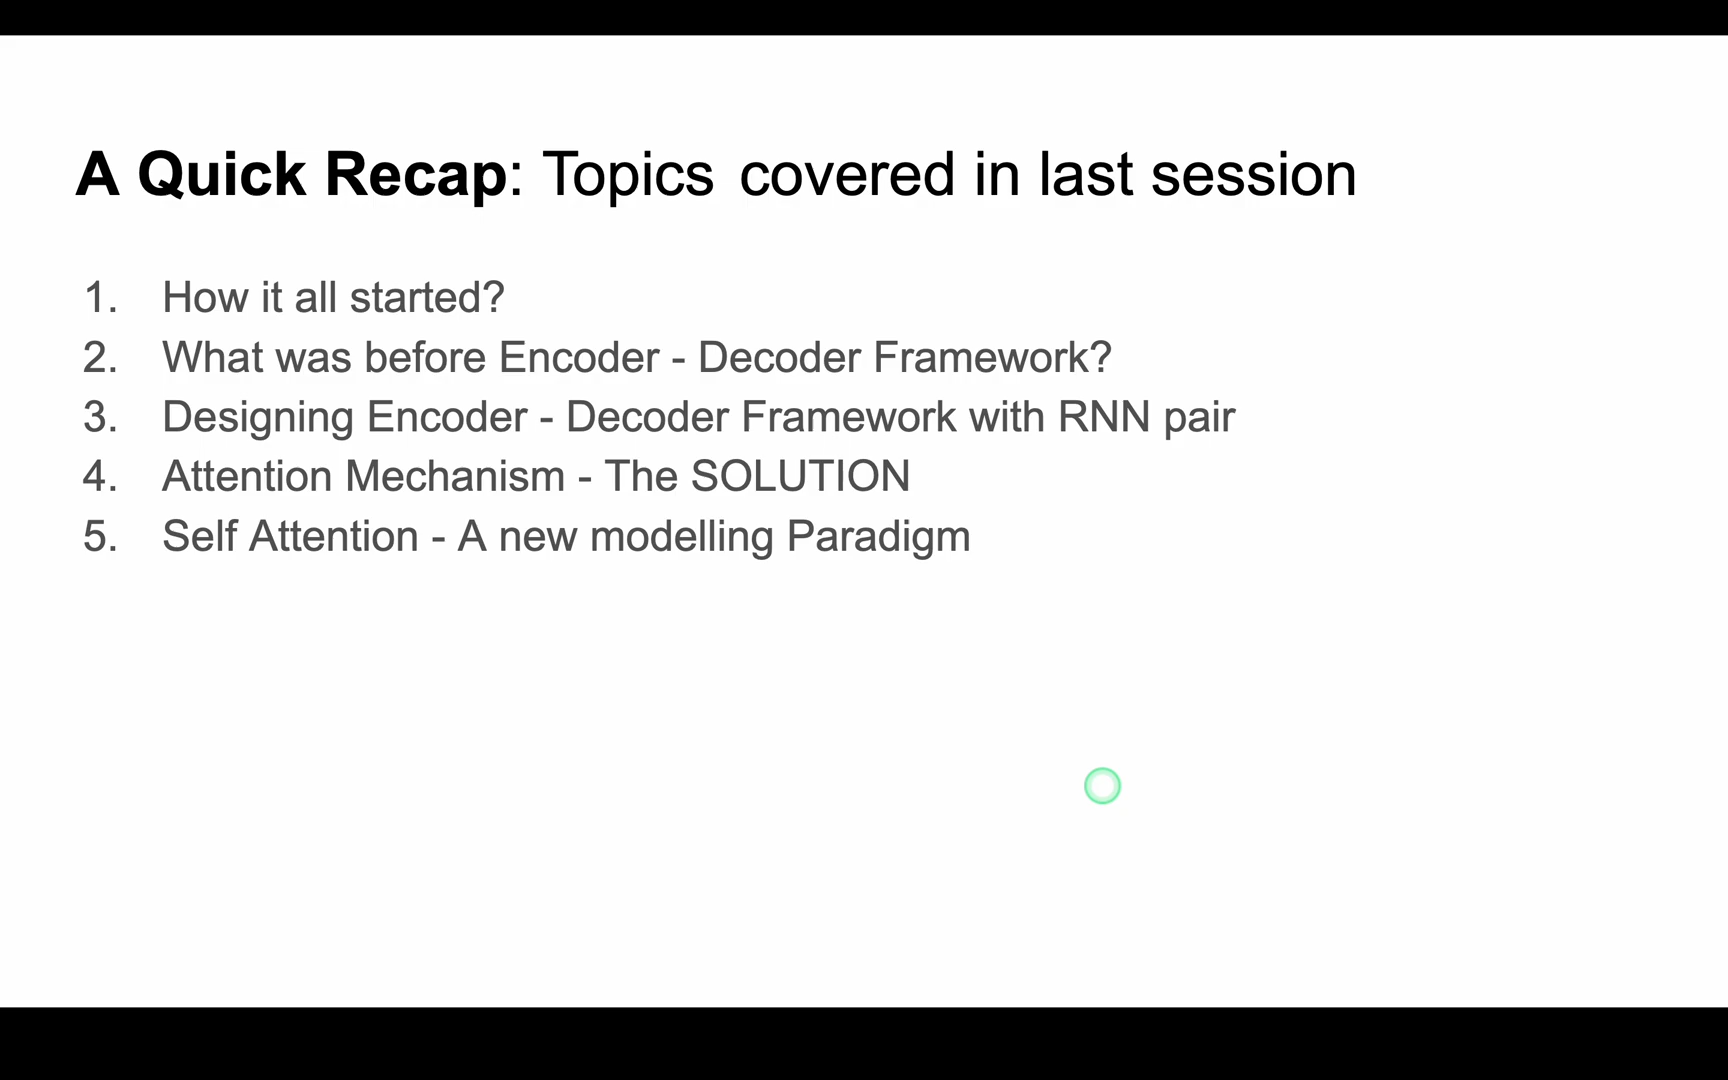 A Quick Recap: Topics covered in last session
1. How it all started?
2. What was before Encoder - Decoder Framework?
3. Designing Encoder - Decoder Framework with RNN pair
4. Attention Mechanism - The SOLUTION
5. Self Attention - A new modelling Paradigm